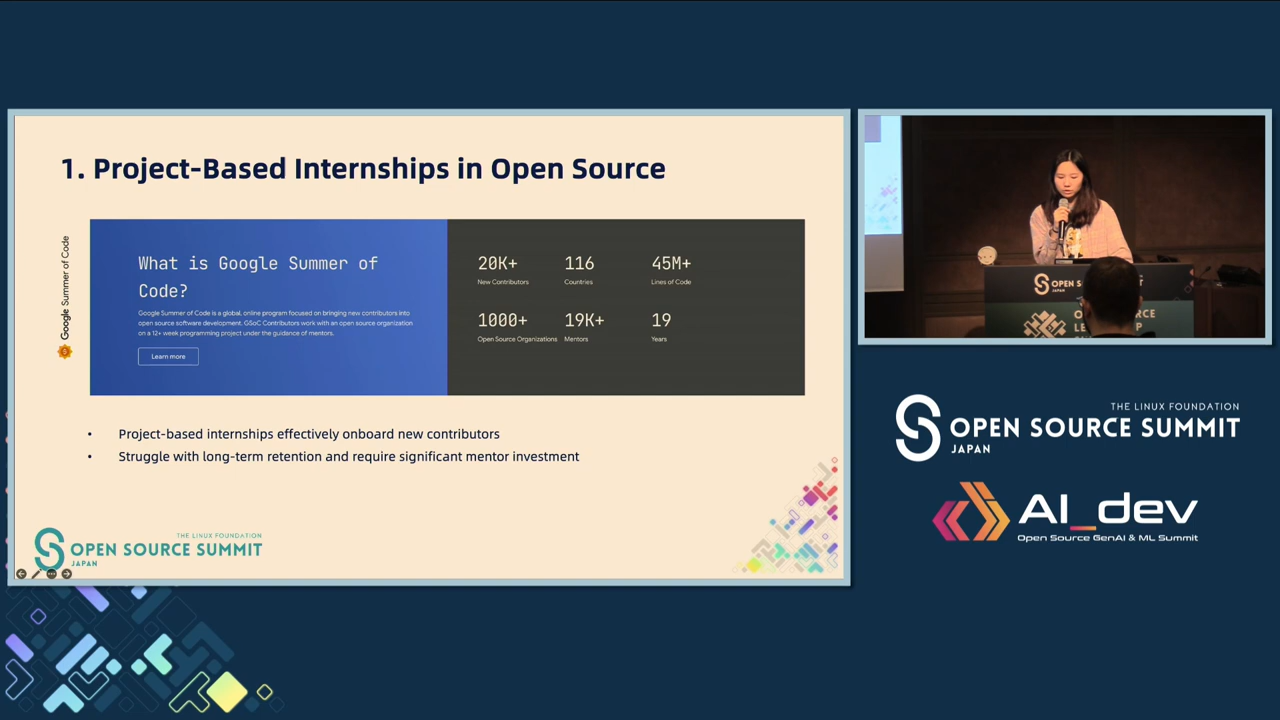 1. Project-Based Internships in Open Source
Google Summer of Code
What is Google Summer of
Code?
Google Summer of Code is a global, online program focused on bringing new contributors into
open source software development. GSoC Contributors work with an open source organization
on a 12+ week programming project under the guidance of mentors.
Learn more
20K+
New Contributors
116
Countries
45M+
Lines of Code
1000+
Open Source Organizations
19K+
Mentors
19
Years
• Project-based internships effectively onboard new contributors
• Struggle with long-term retention and require significant mentor investment
THE LINUX FOUNDATION
OPEN SOURCE SUMMIT
JAPAN
OPEN S
JAPAN
THE LINUX FOUNDATION
OPEN SOURCE SUMMIT
JAPAN
AI_dev
Open Source GenAI & ML Summit